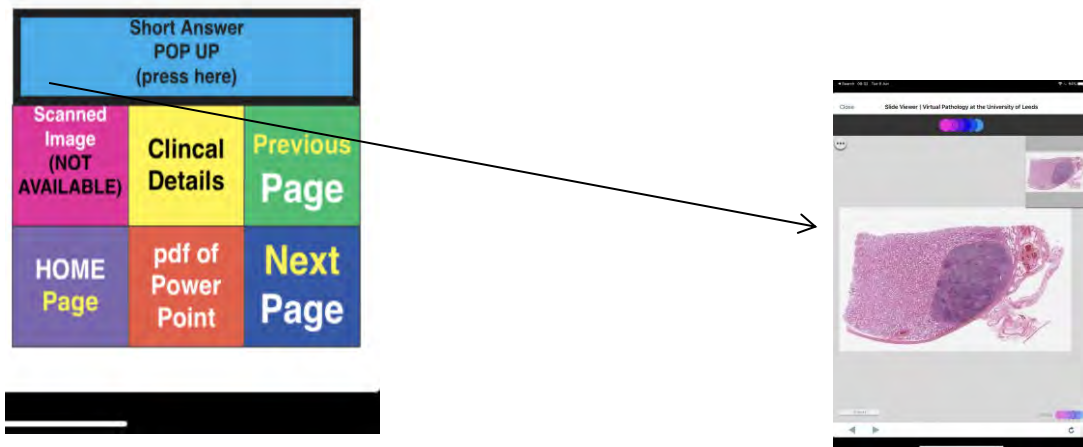 Short Answer
POP UP
(press here)
Scanned
Image
(NOT
AVAILABLE)
Clincal
Details
Previous
Page
HOME
Page
pdf of
Power
Point
Next
Page
Close
Slide Viewer | Virtual Pathology at the University of Leeds